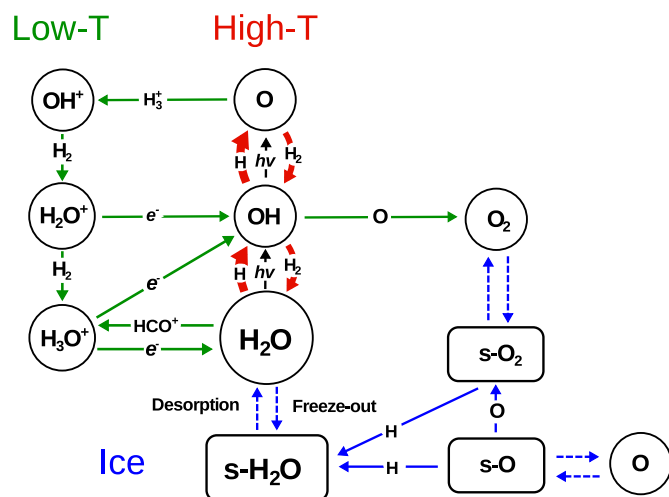 Low-T High-T
OH⁺ H₃⁺ O
H₂ H hν H₂
H₂O⁺ e⁻ OH O O₂
H₂ e⁻ H hν H₂
H₃O⁺ HCO⁺ H₂O
e⁻ s-O₂
Desorption Freeze-out
O
H
Ice s-H₂O H s-O O